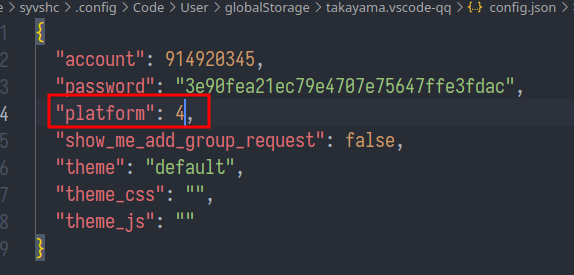 e › syvshc › .config › Code › User › globalStorage › takayama.vscode-qq › {..} config.json ›
1 {
2 "account": 914920345,
3 "password": "3e90fea21ec79e4707e75647ffe3fdac",
4 "platform": 4,
5 "show_me_add_group_request": false,
6 "theme": "default",
7 "theme_css": "",
8 "theme_js": ""
9 }